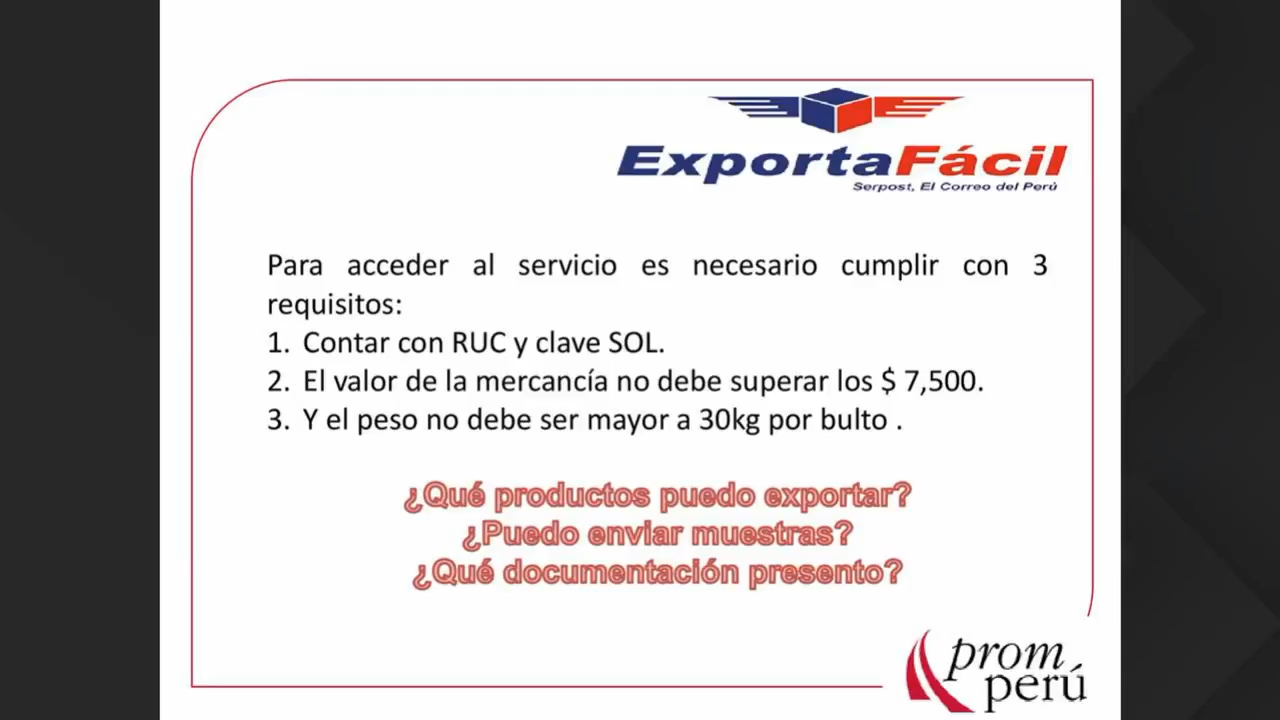 ExportaFácil
Serpost, El Correo del Perú
Para acceder al servicio es necesario cumplir con 3
requisitos:
1. Contar con RUC y clave SOL.
2. El valor de la mercancía no debe superar los $ 7,500.
3. Y el peso no debe ser mayor a 30kg por bulto .
¿Qué productos puedo exportar?
¿Puedo enviar muestras?
¿Qué documentación presento?
prom
perú